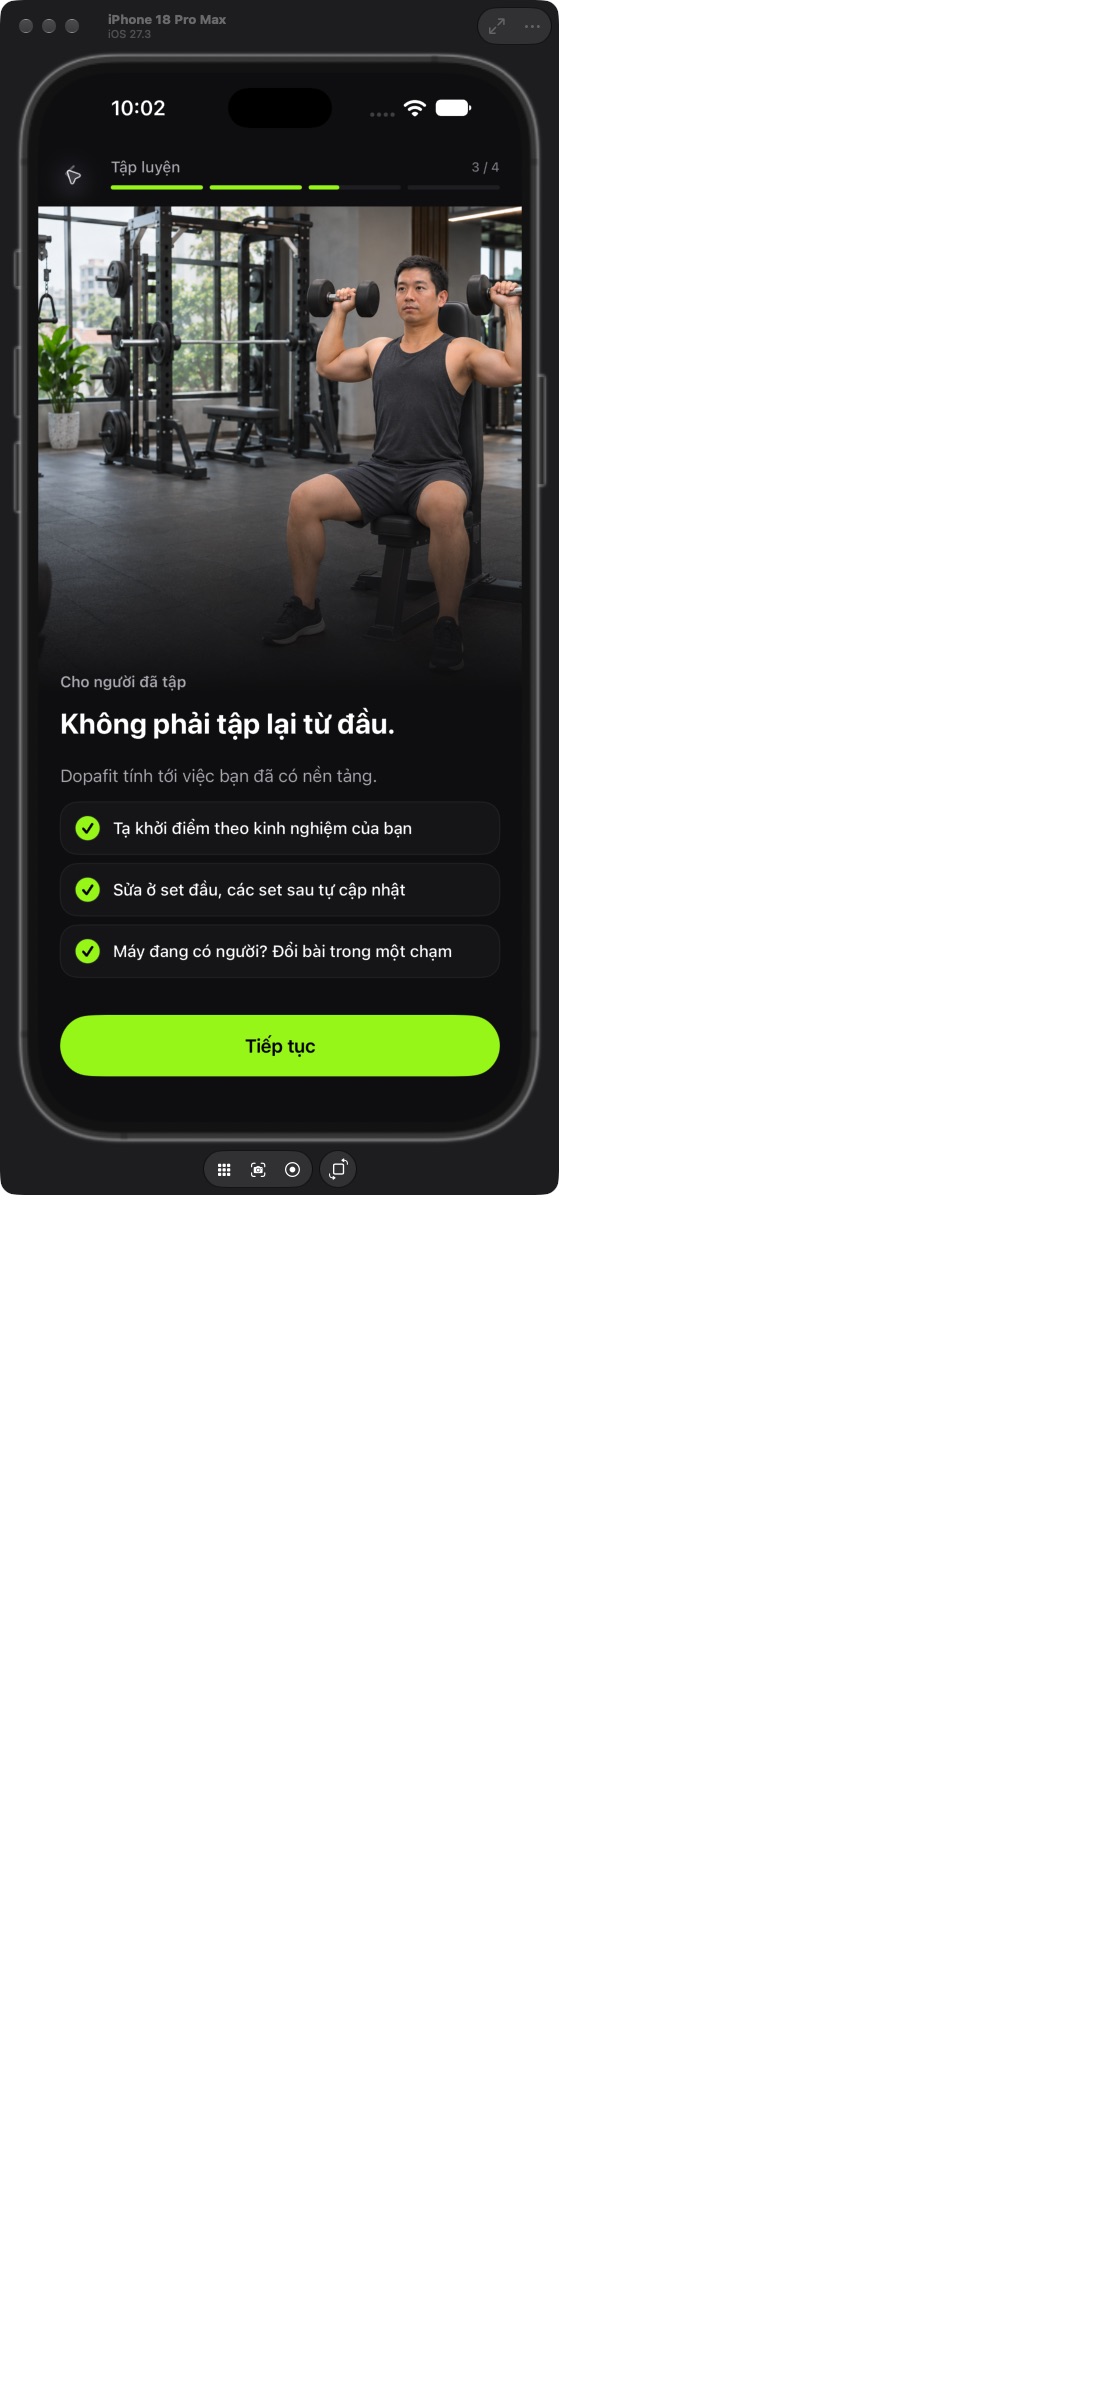 iPhone 18 Pro Max
iOS 27.3
10:02
Tập luyện
3 / 4
Cho người đã tập
Không phải tập lại từ đầu.
Dopafit tính tới việc bạn đã có nền tảng.
Tạ khởi điểm theo kinh nghiệm của bạn
Sửa ở set đầu, các set sau tự cập nhật
Máy đang có người? Đổi bài trong một chạm
Tiếp tục